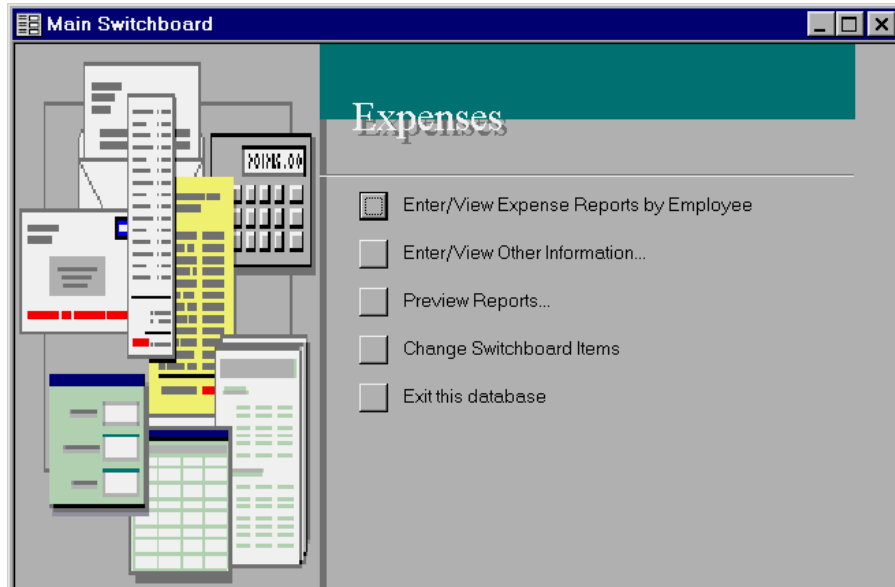 Main Switchboard
Expenses
Enter/View Expense Reports by Employee
Enter/View Other Information...
Preview Reports...
Change Switchboard Items
Exit this database